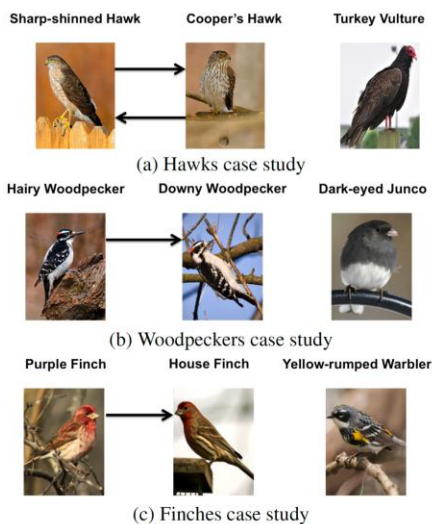 Sharp-shinned Hawk Cooper's Hawk Turkey Vulture
(a) Hawks case study
Hairy Woodpecker Downy Woodpecker Dark-eyed Junco
(b) Woodpeckers case study
Purple Finch House Finch Yellow-rumped Warbler
(c) Finches case study